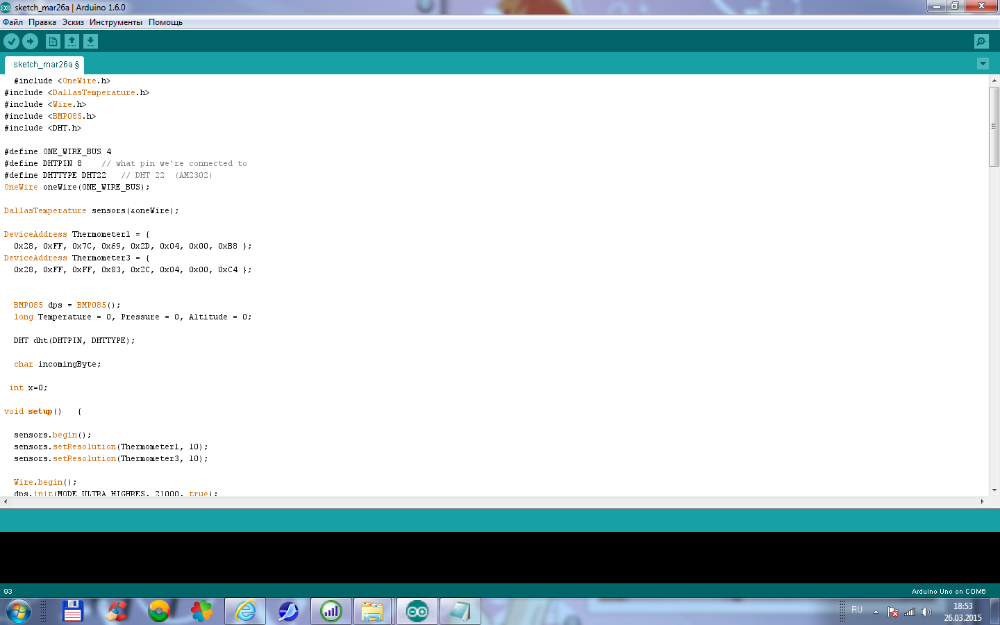 sketch_mar26a | Arduino 1.6.0
Файл Правка Эскиз Инструменты Помощь
sketch_mar26a §
#include <OneWire.h>
#include <DallasTemperature.h>
#include <Wire.h>
#include <BMP085.h>
#include <DHT.h>
#define ONE_WIRE_BUS 4
#define DHTPIN 8    // what pin we're connected to
#define DHTTYPE DHT22   // DHT 22  (AM2302)
OneWire oneWire(ONE_WIRE_BUS);
DallasTemperature sensors(&oneWire);
DeviceAddress Thermometer1 = {
0x28, 0xFF, 0x7C, 0x69, 0x2D, 0x04, 0x00, 0xB8 };
DeviceAddress Thermometer3 = {
0x28, 0xFF, 0xFF, 0x83, 0x2C, 0x04, 0x00, 0xC4 };
BMP085 dps = BMP085();
long Temperature = 0, Pressure = 0, Altitude = 0;
DHT dht(DHTPIN, DHTTYPE);
char incomingByte;
int x=0;
void setup()   {
sensors.begin();
sensors.setResolution(Thermometer1, 10);
sensors.setResolution(Thermometer3, 10);
Wire.begin();
dps.init(MODE_ULTRA_HIGHRES, 21000, true);
93
Arduino Uno on COM6
RU
18:53
26.03.2015